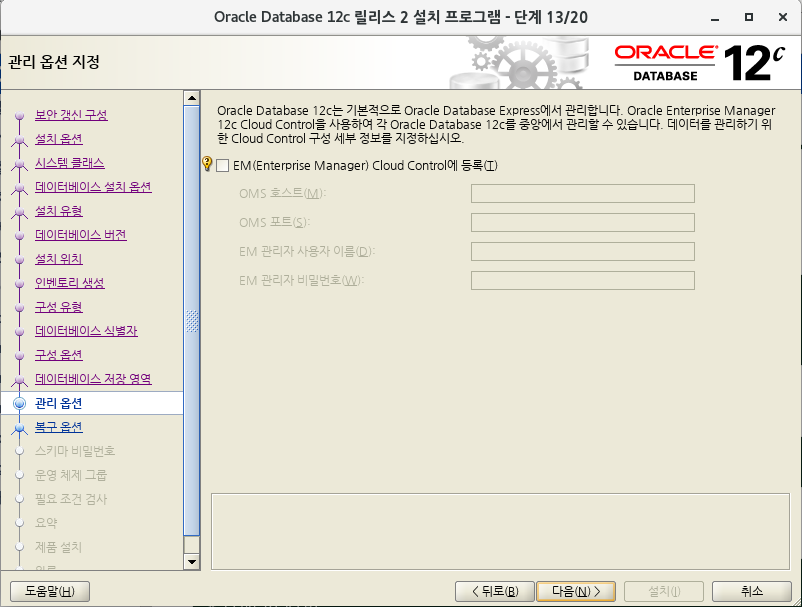 Oracle Database 12c 릴리스 2 설치 프로그램 - 단계 13/20
관리 옵션 지정
ORACLE
DATABASE
12c
보안 갱신 구성
설치 옵션
시스템 클래스
데이터베이스 설치 옵션
설치 유형
데이터베이스 버전
설치 위치
인벤토리 생성
구성 유형
데이터베이스 식별자
구성 옵션
데이터베이스 저장 영역
관리 옵션
복구 옵션
스키마 비밀번호
운영 체제 그룹
필요 조건 검사
요약
제품 설치
Oracle Database 12c는 기본적으로 Oracle Database Express에서 관리합니다. Oracle Enterprise Manager
12c Cloud Control을 사용하여 각 Oracle Database 12c를 중앙에서 관리할 수 있습니다. 데이터를 관리하기 위
한 Cloud Control 구성 세부 정보를 지정하십시오.
EM(Enterprise Manager) Cloud Control에 등록(T)
OMS 호스트(M):
OMS 포트(S):
EM 관리자 사용자 이름(D):
EM 관리자 비밀번호(W):
도움말(H)
< 뒤로(B)
다음(N) >
설치(I)
취소